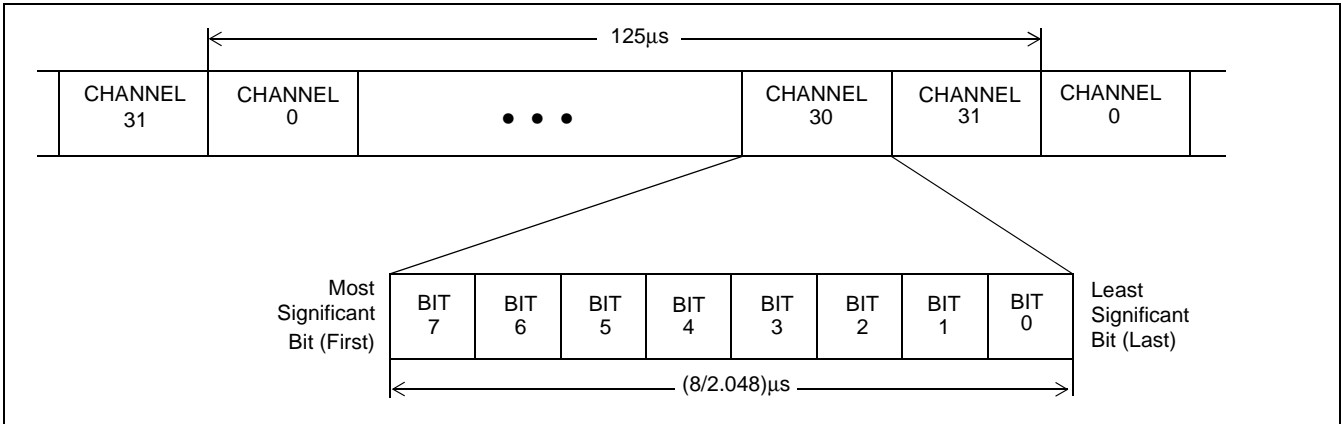 125µs
CHANNEL
31
CHANNEL
0
• • •
CHANNEL
30
CHANNEL
31
CHANNEL
0
Most
Significant
Bit (First)
BIT
7
BIT
6
BIT
5
BIT
4
BIT
3
BIT
2
BIT
1
BIT
0
Least
Significant
Bit (Last)
(8/2.048)µs